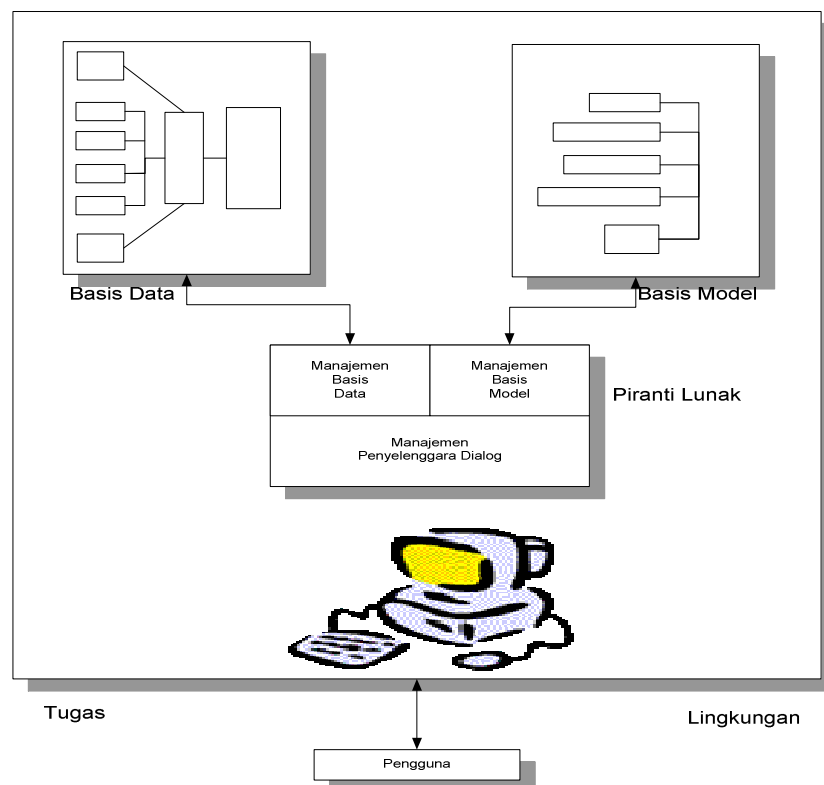 Basis Data
Basis Model
Manajemen
Basis
Data
Manajemen
Basis
Model
Piranti Lunak
Manajemen
Penyelenggara Dialog
Tugas
Lingkungan
Pengguna